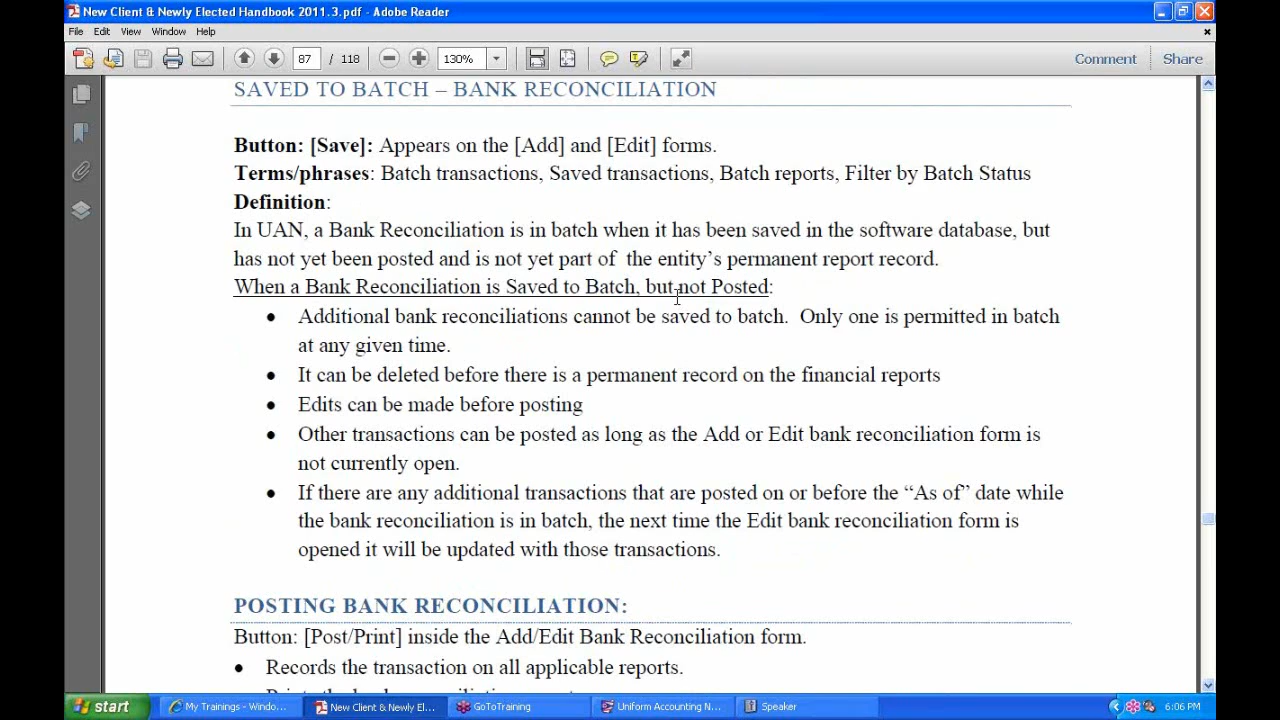 New Client & Newly Elected Handbook 2011.3.pdf - Adobe Reader
File Edit View Window Help
87 / 118 130% Comment Share
SAVED TO BATCH – BANK RECONCILIATION
Button: [Save]: Appears on the [Add] and [Edit] forms.
Terms/phrases: Batch transactions, Saved transactions, Batch reports, Filter by Batch Status
Definition:
In UAN, a Bank Reconciliation is in batch when it has been saved in the software database, but
has not yet been posted and is not yet part of the entity’s permanent report record.
When a Bank Reconciliation is Saved to Batch, but not Posted:
• Additional bank reconciliations cannot be saved to batch. Only one is permitted in batch
at any given time.
• It can be deleted before there is a permanent record on the financial reports
• Edits can be made before posting
• Other transactions can be posted as long as the Add or Edit bank reconciliation form is
not currently open.
• If there are any additional transactions that are posted on or before the “As of” date while
the bank reconciliation is in batch, the next time the Edit bank reconciliation form is
opened it will be updated with those transactions.
POSTING BANK RECONCILIATION:
Button: [Post/Print] inside the Add/Edit Bank Reconciliation form.
• Records the transaction on all applicable reports.
start My Trainings - Windo... New Client & Newly El... GoToTraining Uniform Accounting N... Speaker 6:06 PM